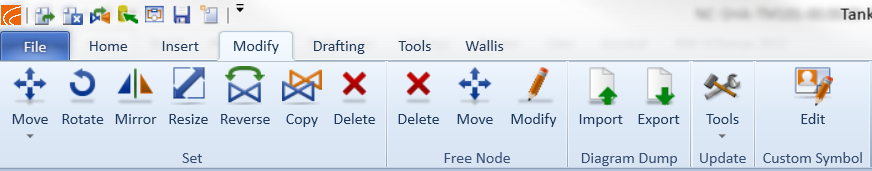 Tank
File Home Insert Modify Drafting Tools Wallis
Move Rotate Mirror Resize Reverse Copy Delete Delete Move Modify Import Export Tools Edit
Set Free Node Diagram Dump Update Custom Symbol